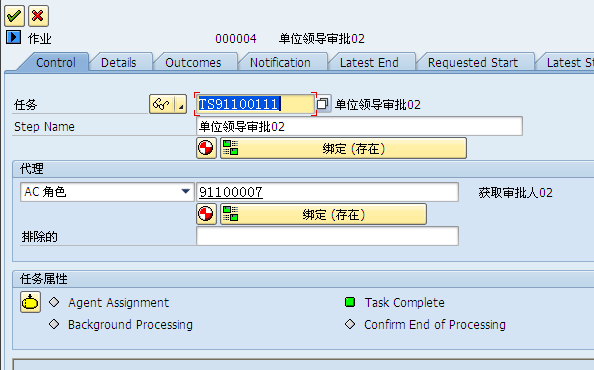 作业 000004 单位领导审批02
Control Details Outcomes Notification Latest End Requested Start Latest St
任务 TS91100111 单位领导审批02
Step Name 单位领导审批02
绑定 (存在)
代理
AC 角色 91100007 获取审批人02
绑定 (存在)
排除的
任务属性
Agent Assignment Task Complete
Background Processing Confirm End of Processing